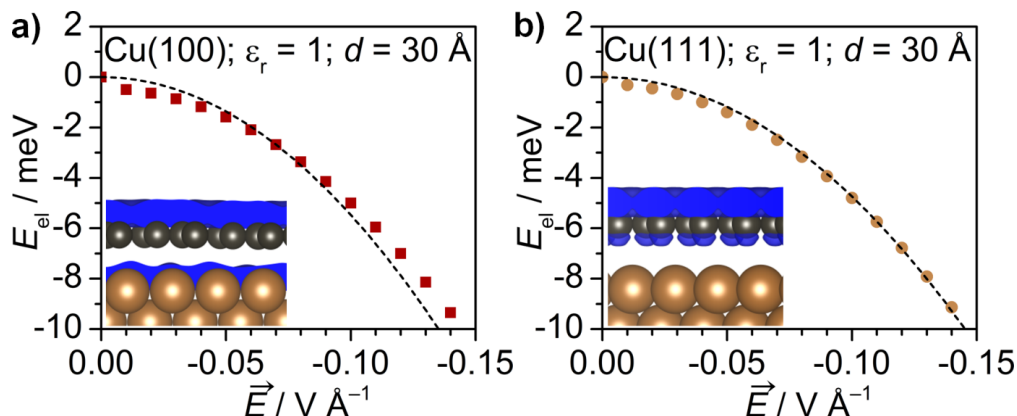 a)
Cu(100); εr = 1; d = 30 Å
0
-2
-4
-6
-8
-10
Eel / meV
0.00 -0.05 -0.10 -0.15
E⃗ / V Å⁻¹
b)
Cu(111); εr = 1; d = 30 Å
0
-2
-4
-6
-8
-10
Eel / meV
0.00 -0.05 -0.10 -0.15
E⃗ / V Å⁻¹